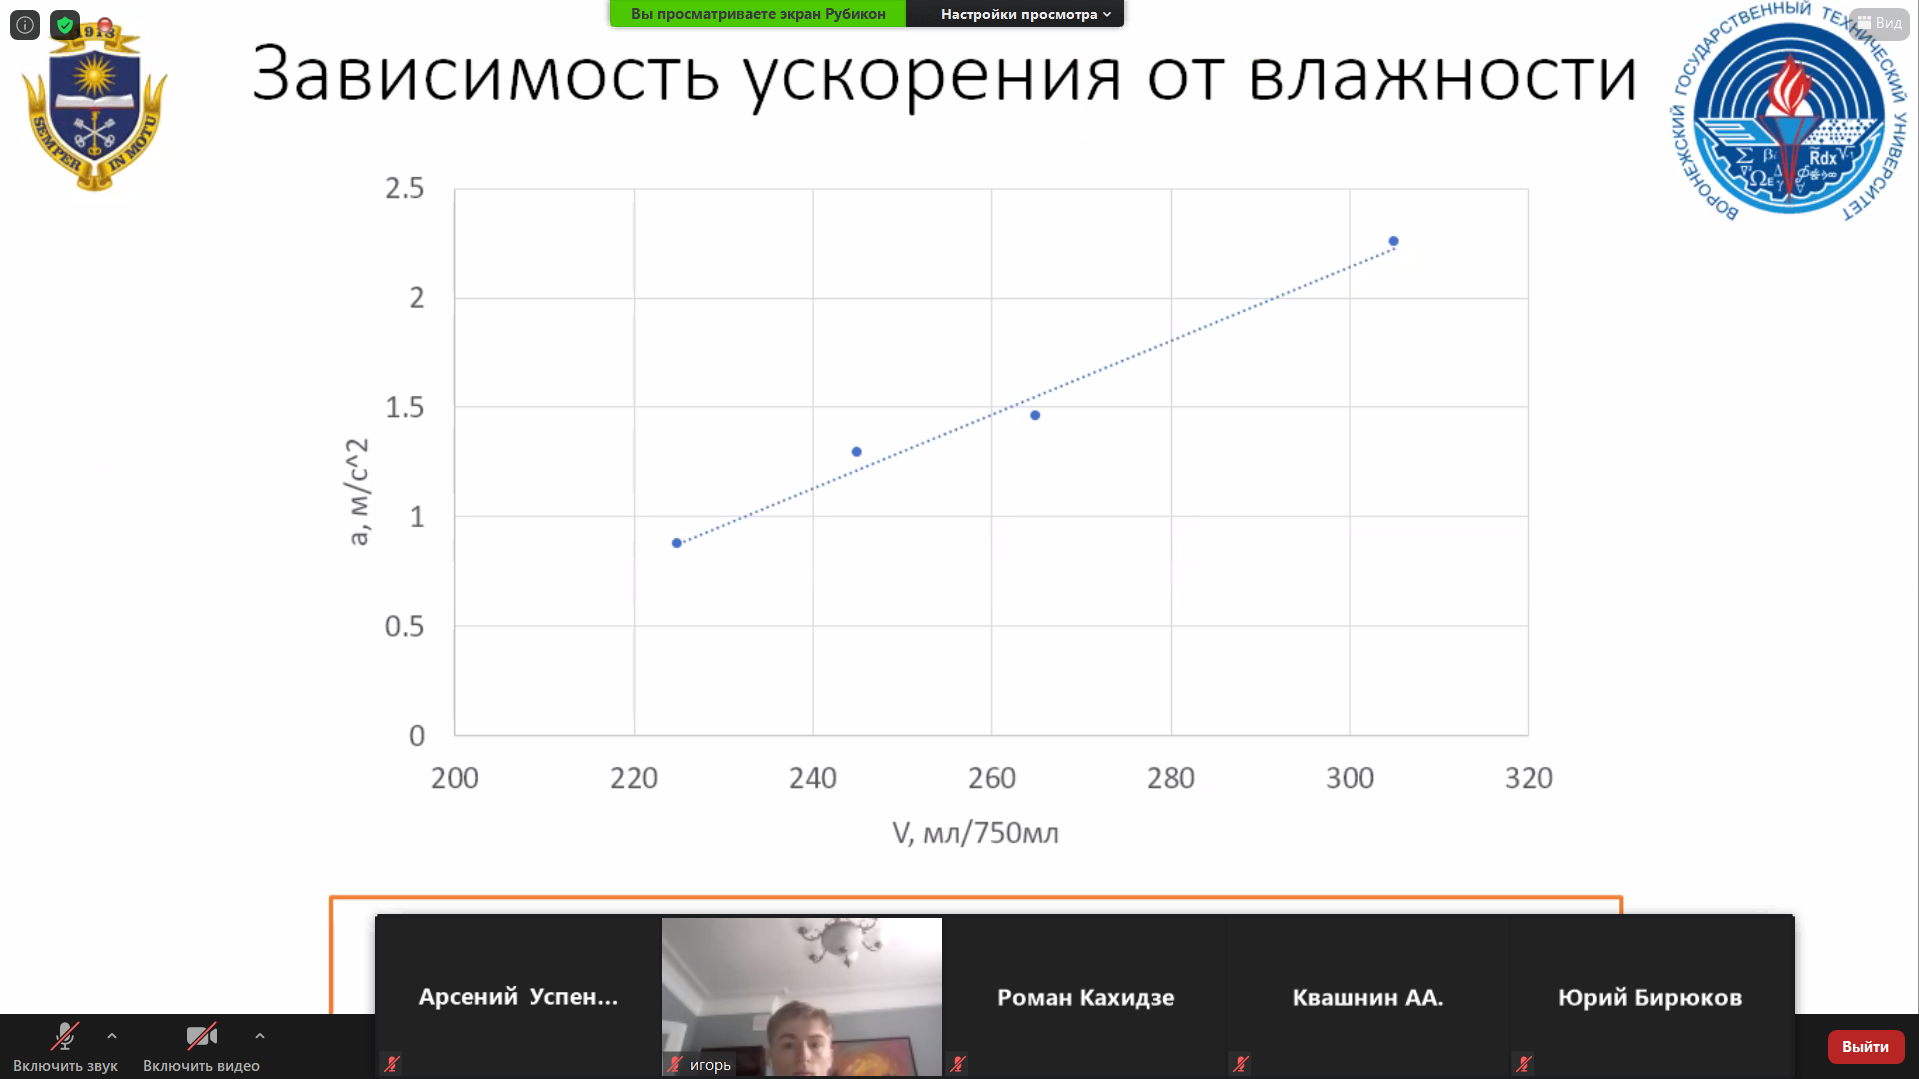 Вы просматриваете экран Рубикон
Настройки просмотра
Вид
1918
SEMPER IN MOTU
Зависимость ускорения от влажности
ВОРОНЕЖСКИЙ ГОСУДАРСТВЕННЫЙ ТЕХНИЧЕСКИЙ УНИВЕРСИТЕТ
Rdx
2.5
2
1.5
1
0.5
0
а, м/с^2
200 220 240 260 280 300 320
V, мл/750мл
Арсений Успен...
игорь
Роман Кахидзе
Квашнин АА.
Юрий Бирюков
Включить звук
Включить видео
Выйти